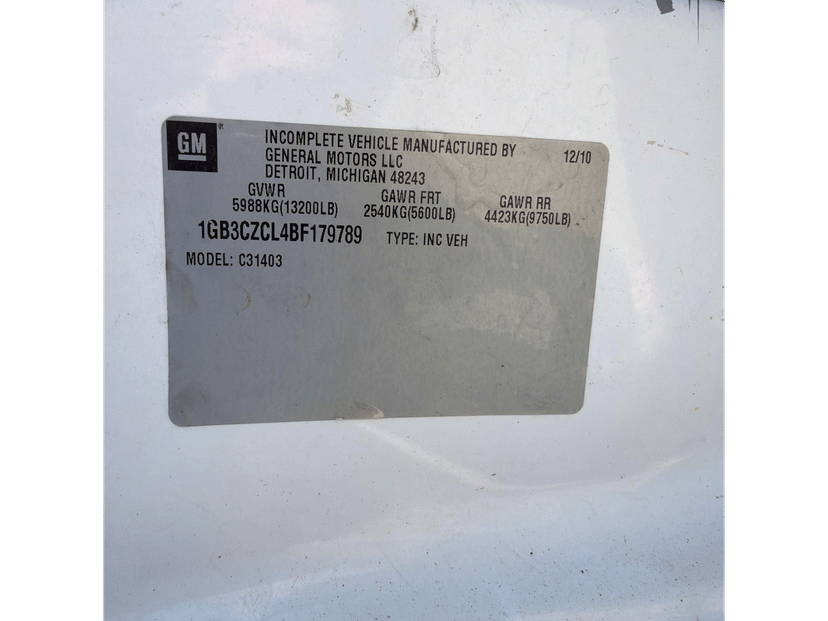 GM
INCOMPLETE VEHICLE MANUFACTURED BY 12/10
GENERAL MOTORS LLC
DETROIT, MICHIGAN 48243
GVWR GAWR FRT GAWR RR
5988KG(13200LB) 2540KG(5600LB) 4423KG(9750LB)
1GB3CZCL4BF179789 TYPE: INC VEH
MODEL: C31403